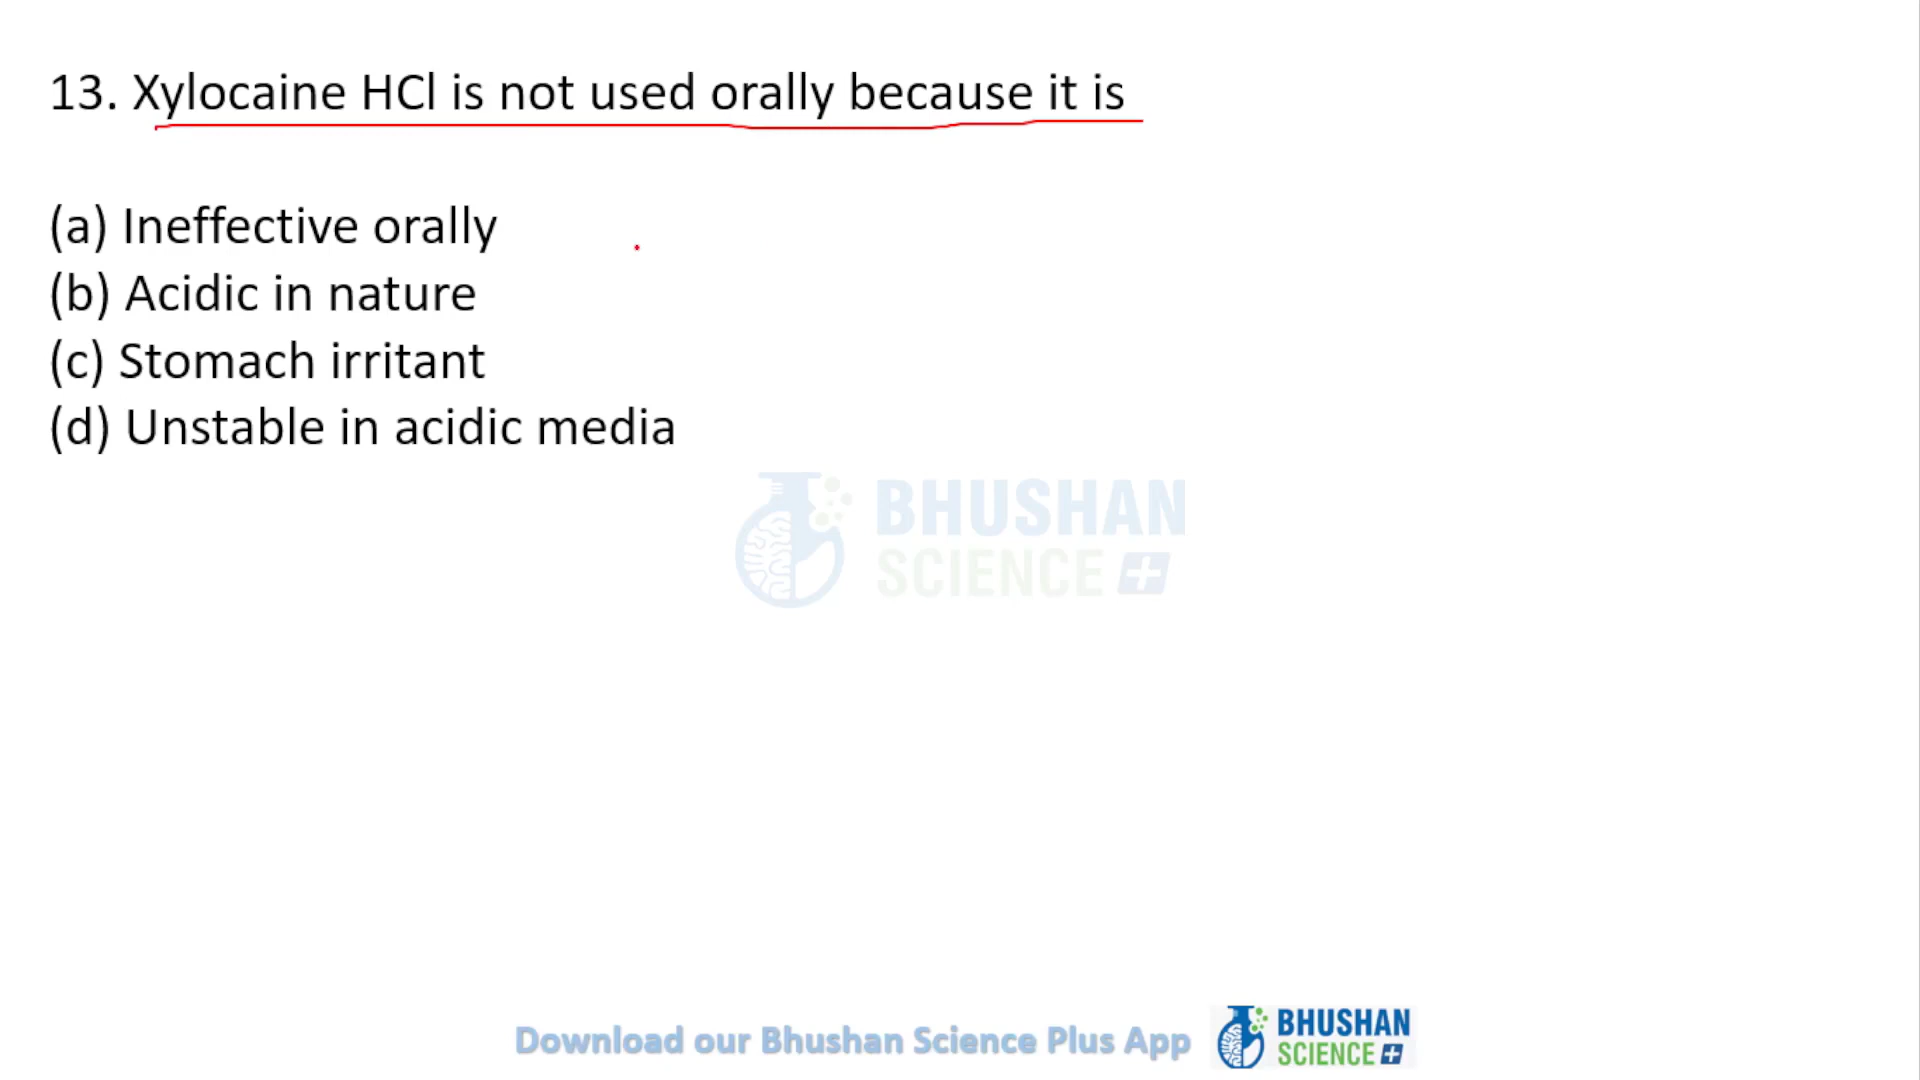 13. Xylocaine HCl is not used orally because it is
(a) Ineffective orally
(b) Acidic in nature
(c) Stomach irritant
(d) Unstable in acidic media
BHUSHAN
SCIENCE
Download our Bhushan Science Plus App
BHUSHAN
SCIENCE